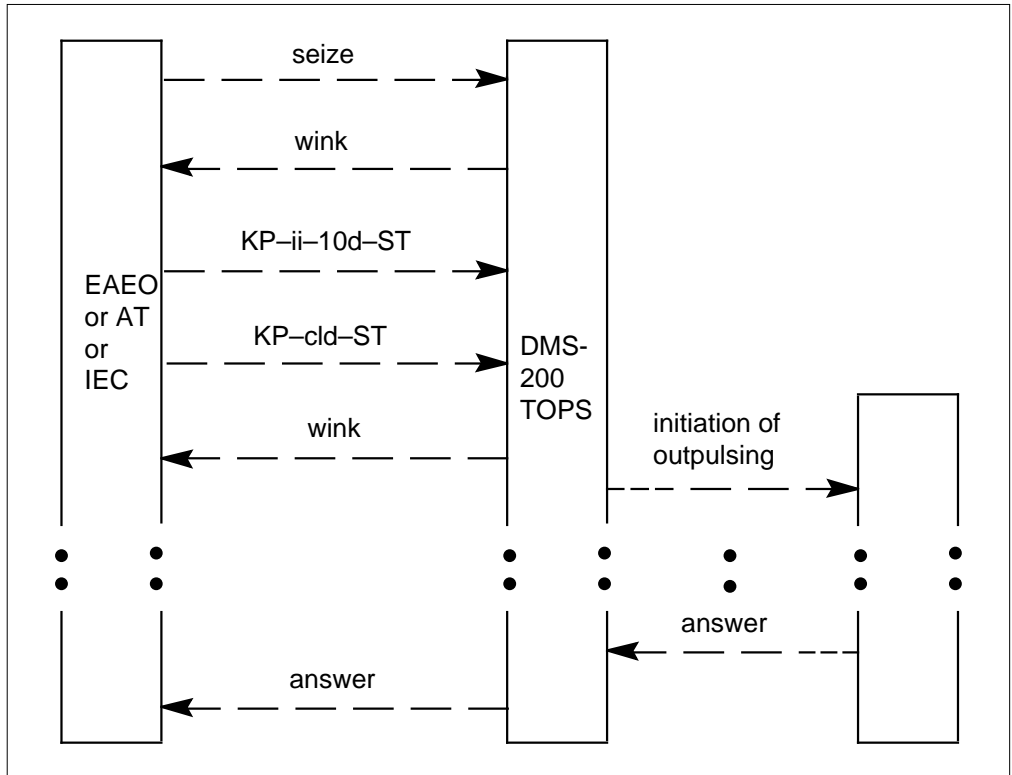 seize
wink
KP–ii–10d–ST
EAEO
or AT
or
IEC
KP–cld–ST
DMS-
200
TOPS
wink
initiation of
outpulsing
answer
answer